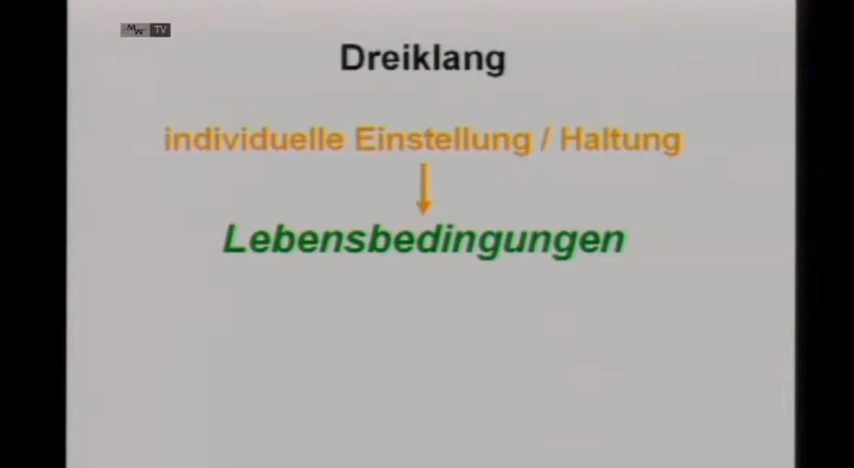 MW TV
Dreiklang
individuelle Einstellung / Haltung
Lebensbedingungen